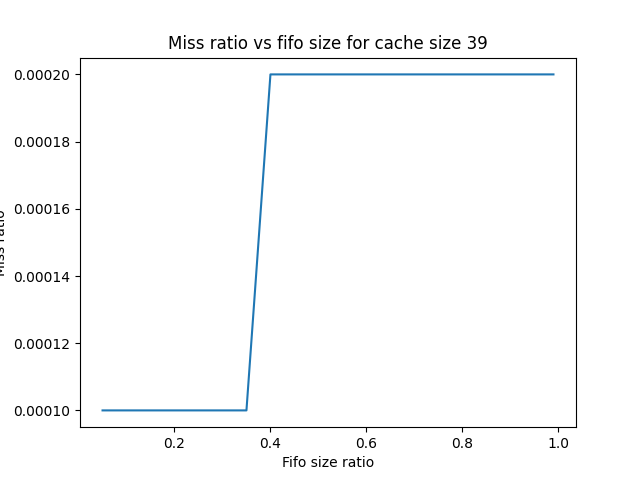 Miss ratio vs fifo size for cache size 39
Miss ratio
0.00020
0.00018
0.00016
0.00014
0.00012
0.00010
0.2 0.4 0.6 0.8 1.0
Fifo size ratio